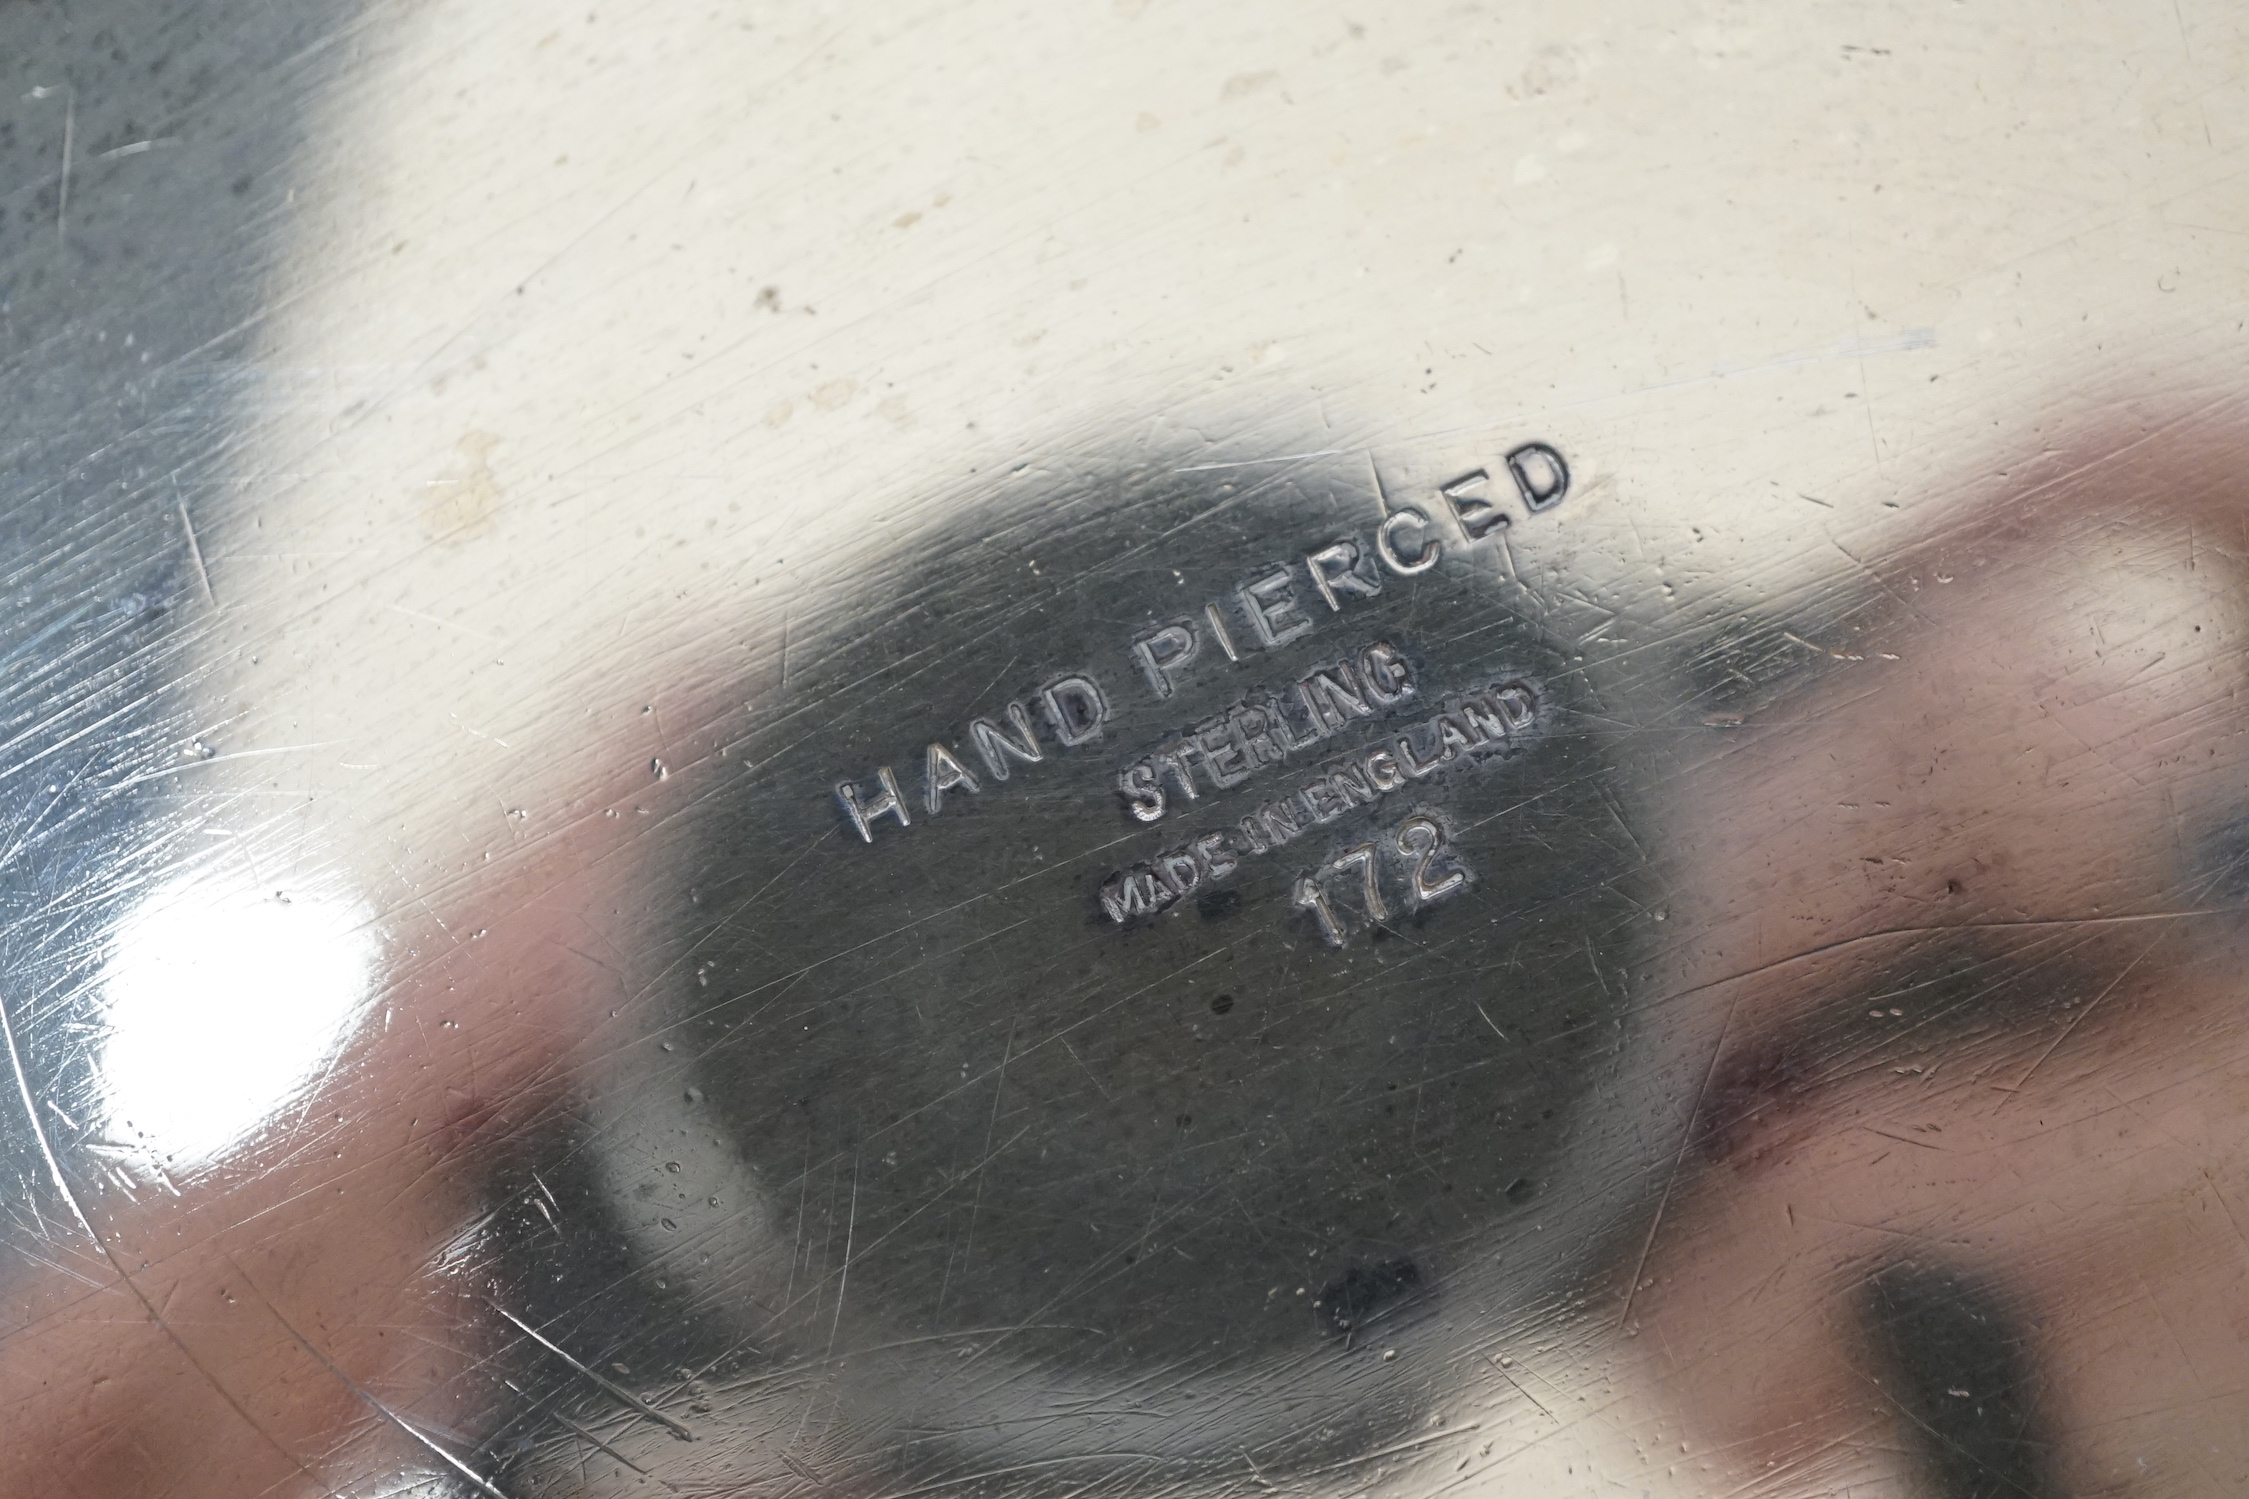 HAND PIERCED
STERLING
MADE IN ENGLAND
172